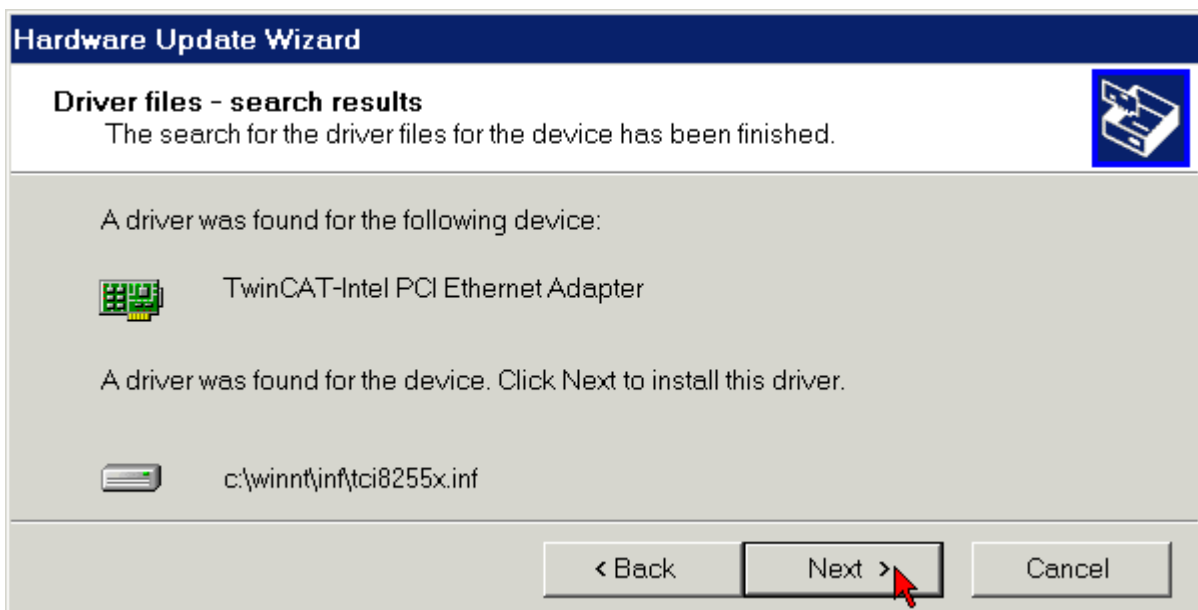 Hardware Update Wizard
Driver files - search results
The search for the driver files for the device has been finished.
A driver was found for the following device:
TwinCAT-Intel PCI Ethernet Adapter
A driver was found for the device. Click Next to install this driver.
c:\winnt\inf\tci8255x.inf
< Back Next > Cancel